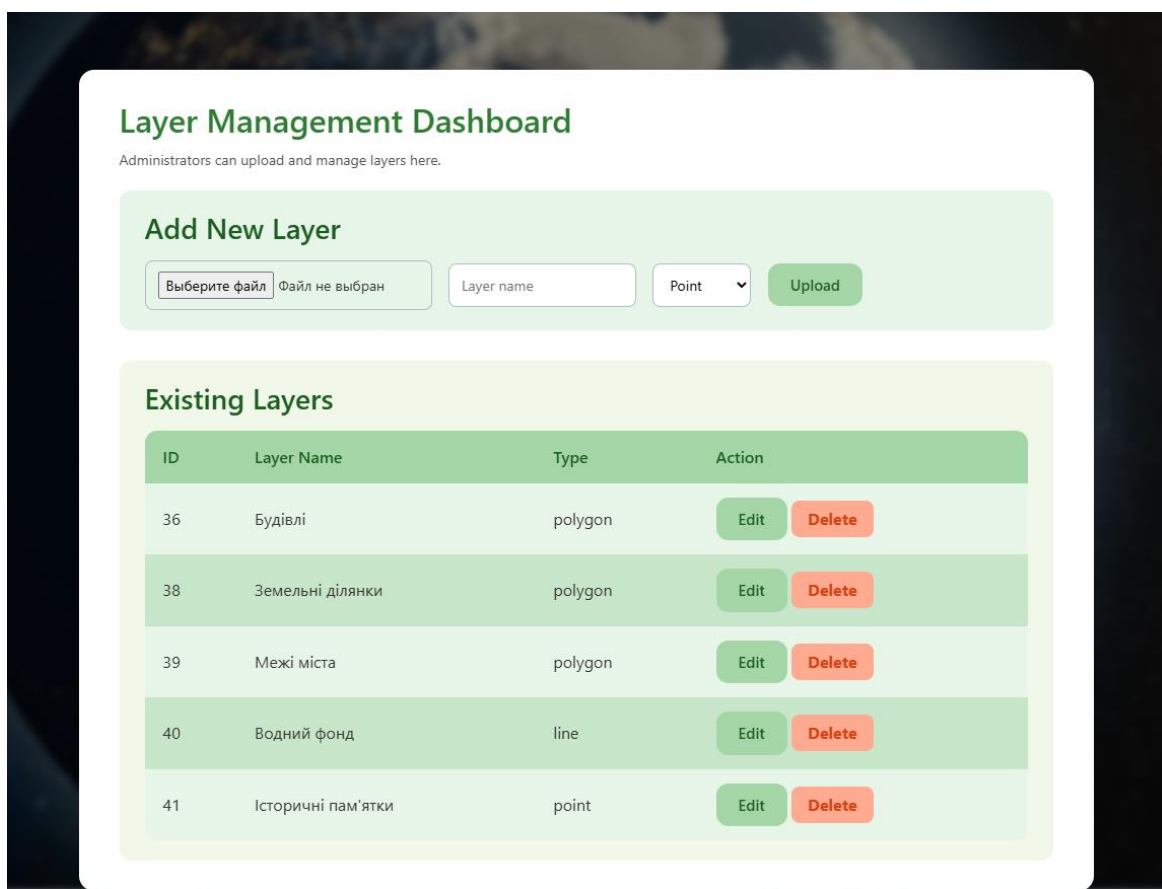 Layer Management Dashboard
Administrators can upload and manage layers here.
Add New Layer
Выберите файл Файл не выбран Layer name Point Upload
Existing Layers
ID Layer Name Type Action
36 Будівлі polygon Edit Delete
38 Земельні ділянки polygon Edit Delete
39 Межі міста polygon Edit Delete
40 Водний фонд line Edit Delete
41 Історичні пам'ятки point Edit Delete